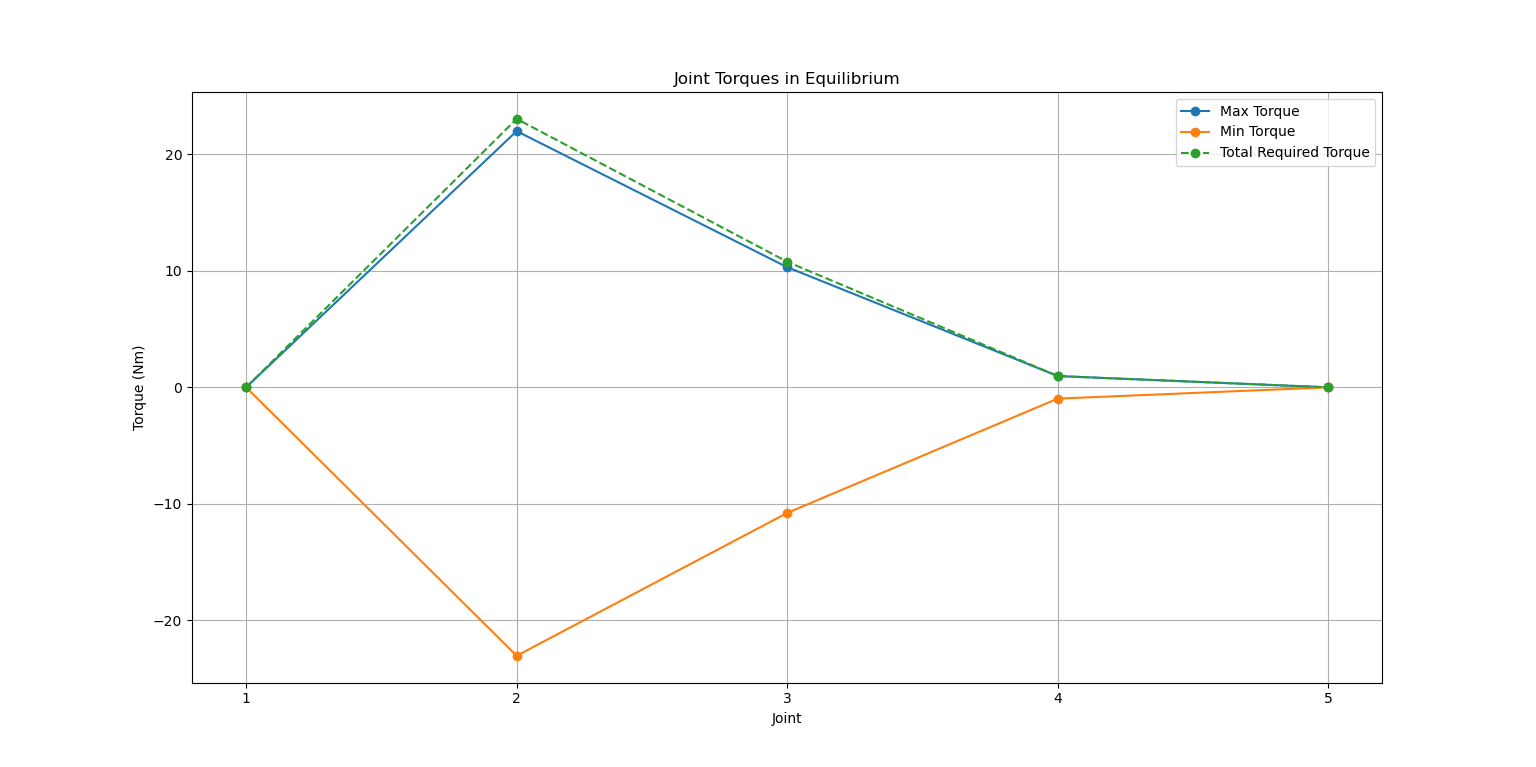 Joint Torques in Equilibrium
Max Torque
Min Torque
Total Required Torque
Torque (Nm)
20
10
0
−10
−20
1 2 3 4 5
Joint